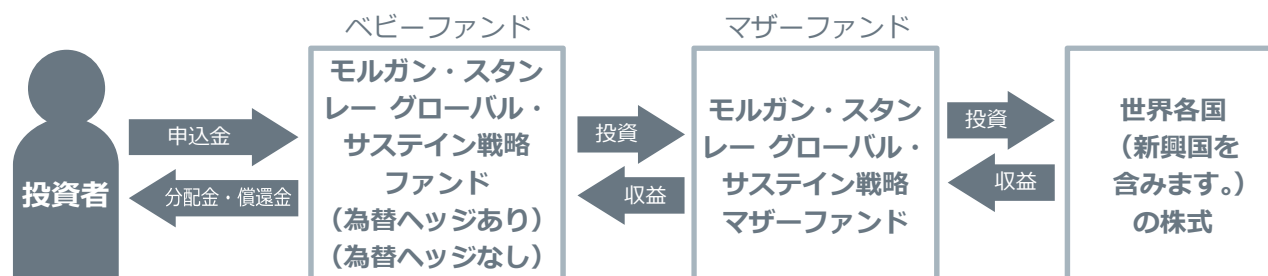 ベビーファンド
マザーファンド
投資者
申込金
分配金・償還金
モルガン・スタン
レー グローバル・
サステイン戦略
ファンド
（為替ヘッジあり）
（為替ヘッジなし）
投資
収益
モルガン・スタン
レー グローバル・
サステイン戦略
マザーファンド
投資
収益
世界各国
（新興国を
含みます。）
の株式